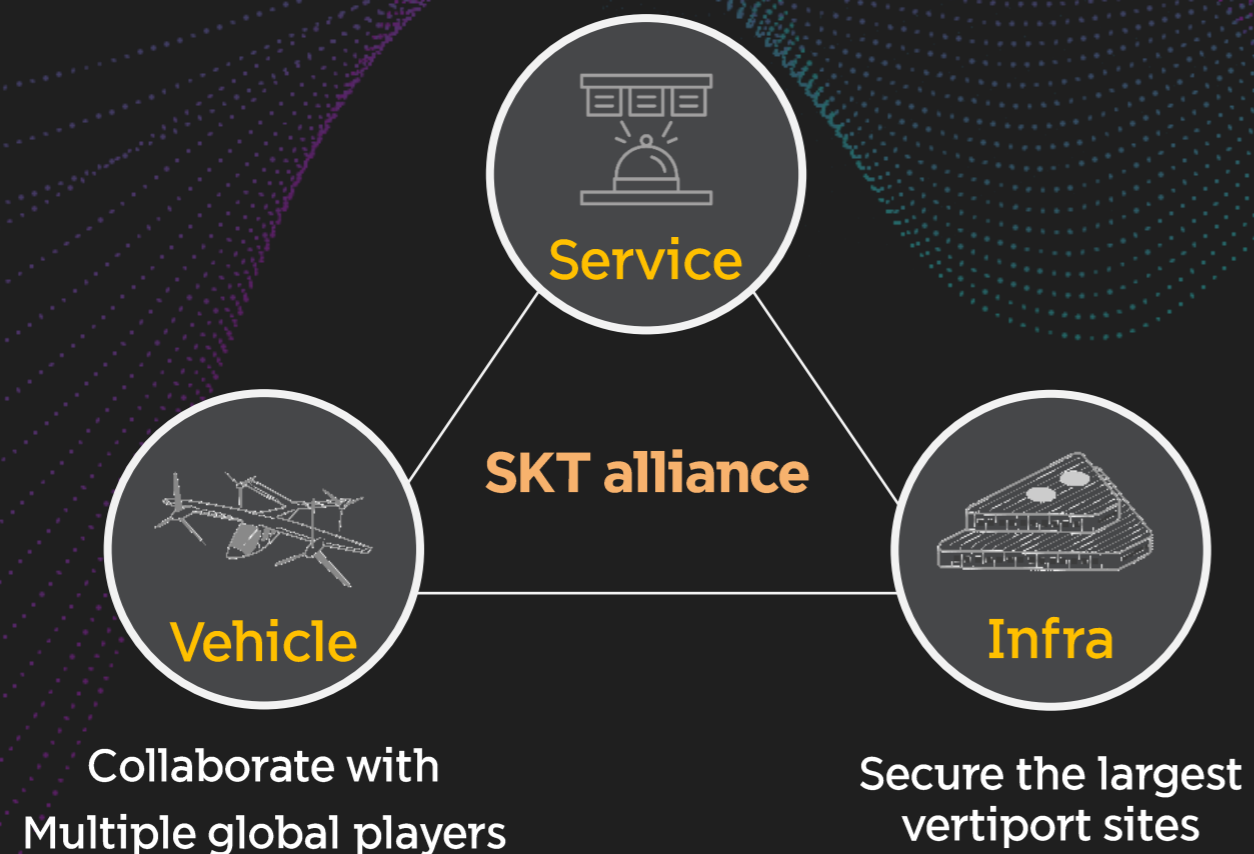 Service
SKT alliance
Vehicle
Infra
Collaborate with
Multiple global players
Secure the largest
vertiport sites